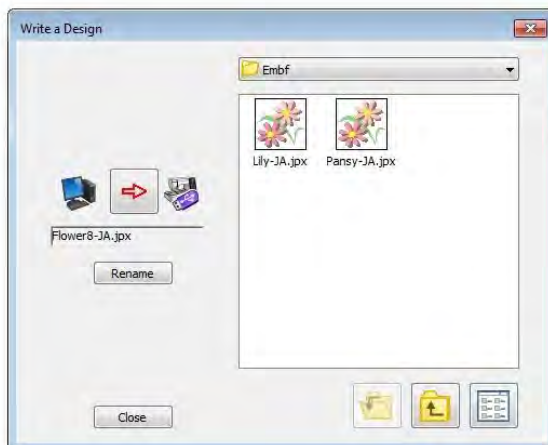 Write a Design
Embf
Lily-JA.jpx
Pansy-JA.jpx
Flower8-JA.jpx
Rename
Close